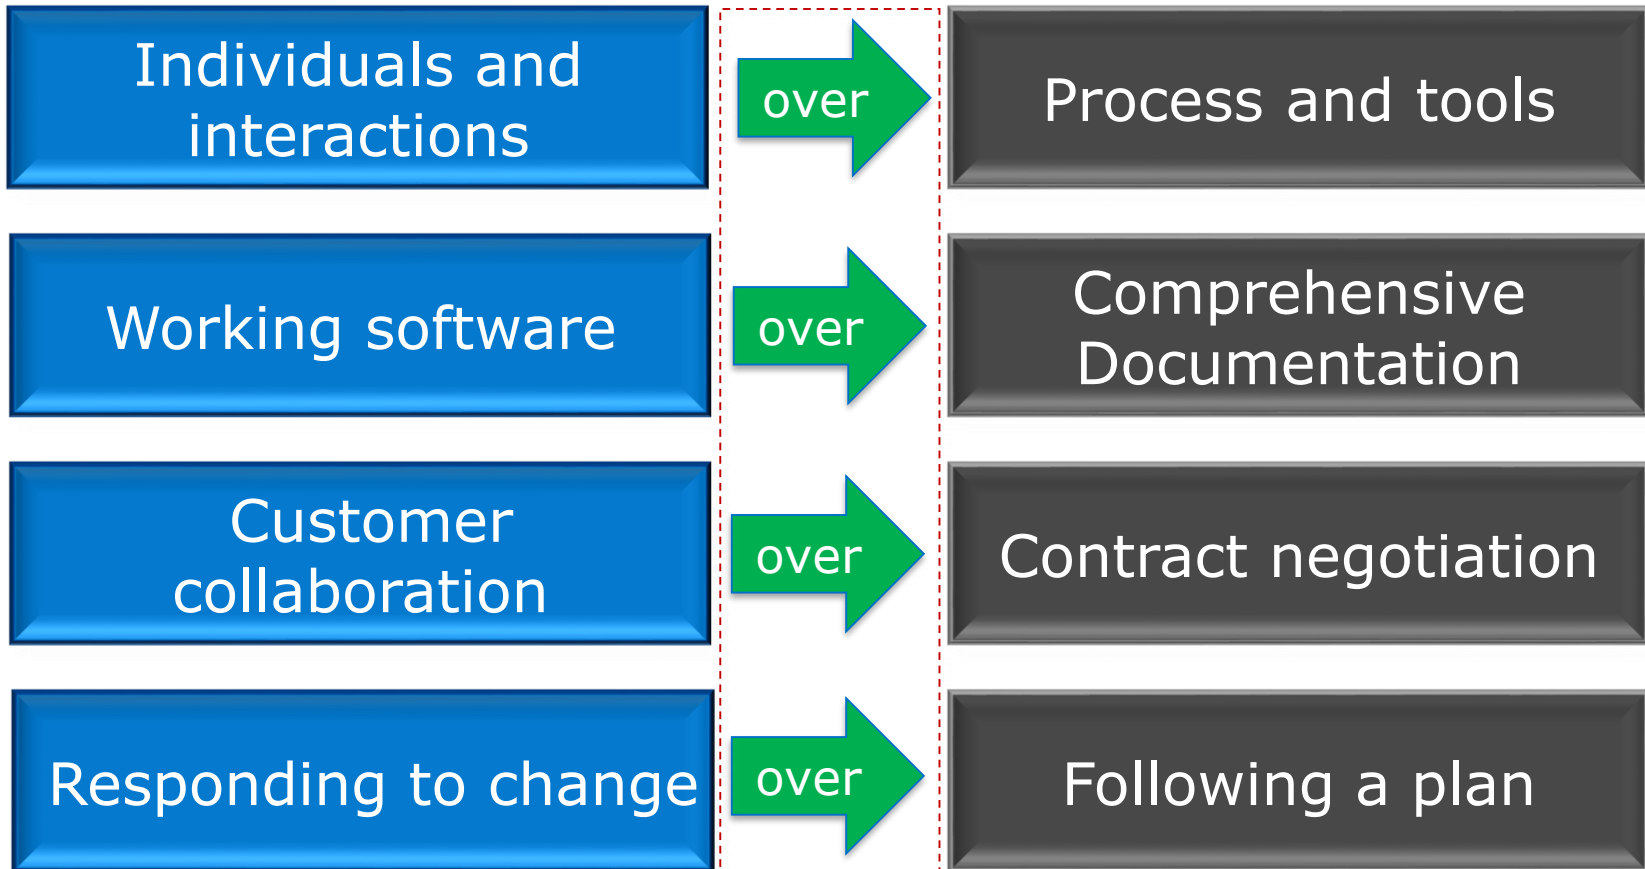 Individuals and
interactions
over
Process and tools
Working software
over
Comprehensive
Documentation
Customer
collaboration
over
Contract negotiation
Responding to change
over
Following a plan